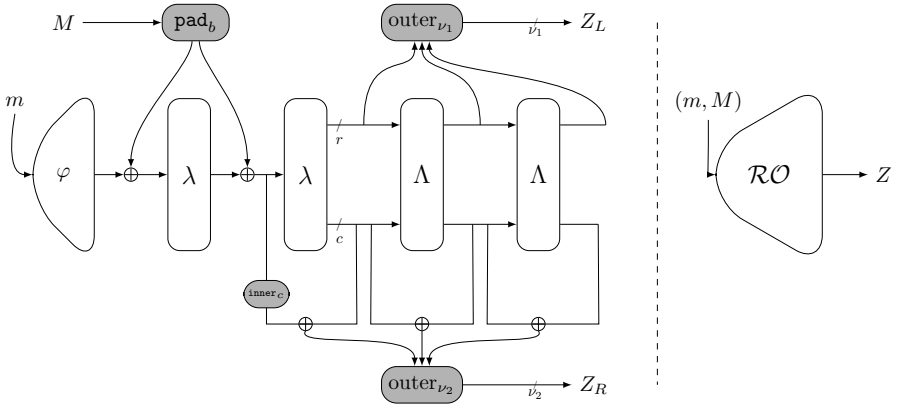 M pad_b outer_ν₁ ν₁ Z_L
m φ λ λ r c Λ Λ (m, M) RO Z
inner_c
outer_ν₂ ν₂ Z_R